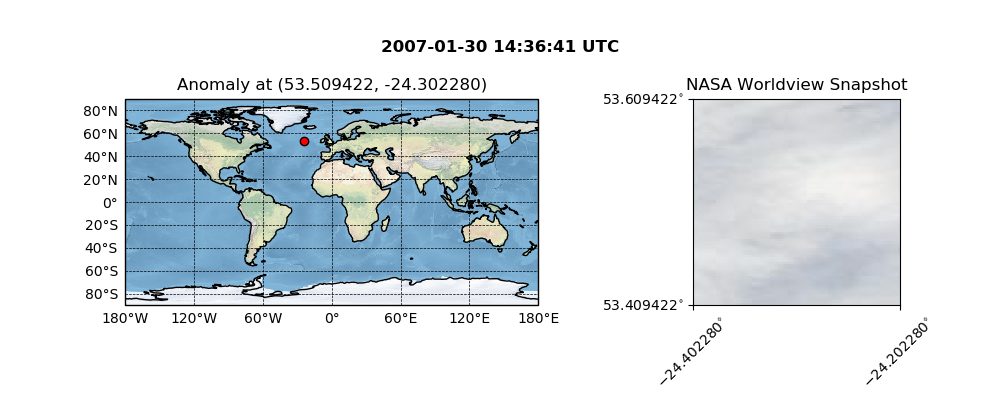 2007-01-30 14:36:41 UTC
Anomaly at (53.509422, -24.302280)
NASA Worldview Snapshot
80°N
60°N
40°N
20°N
0°
20°S
40°S
60°S
80°S
180°W 120°W 60°W 0° 60°E 120°E 180°E
53.609422°
53.409422°
−24.402280°
−24.202280°